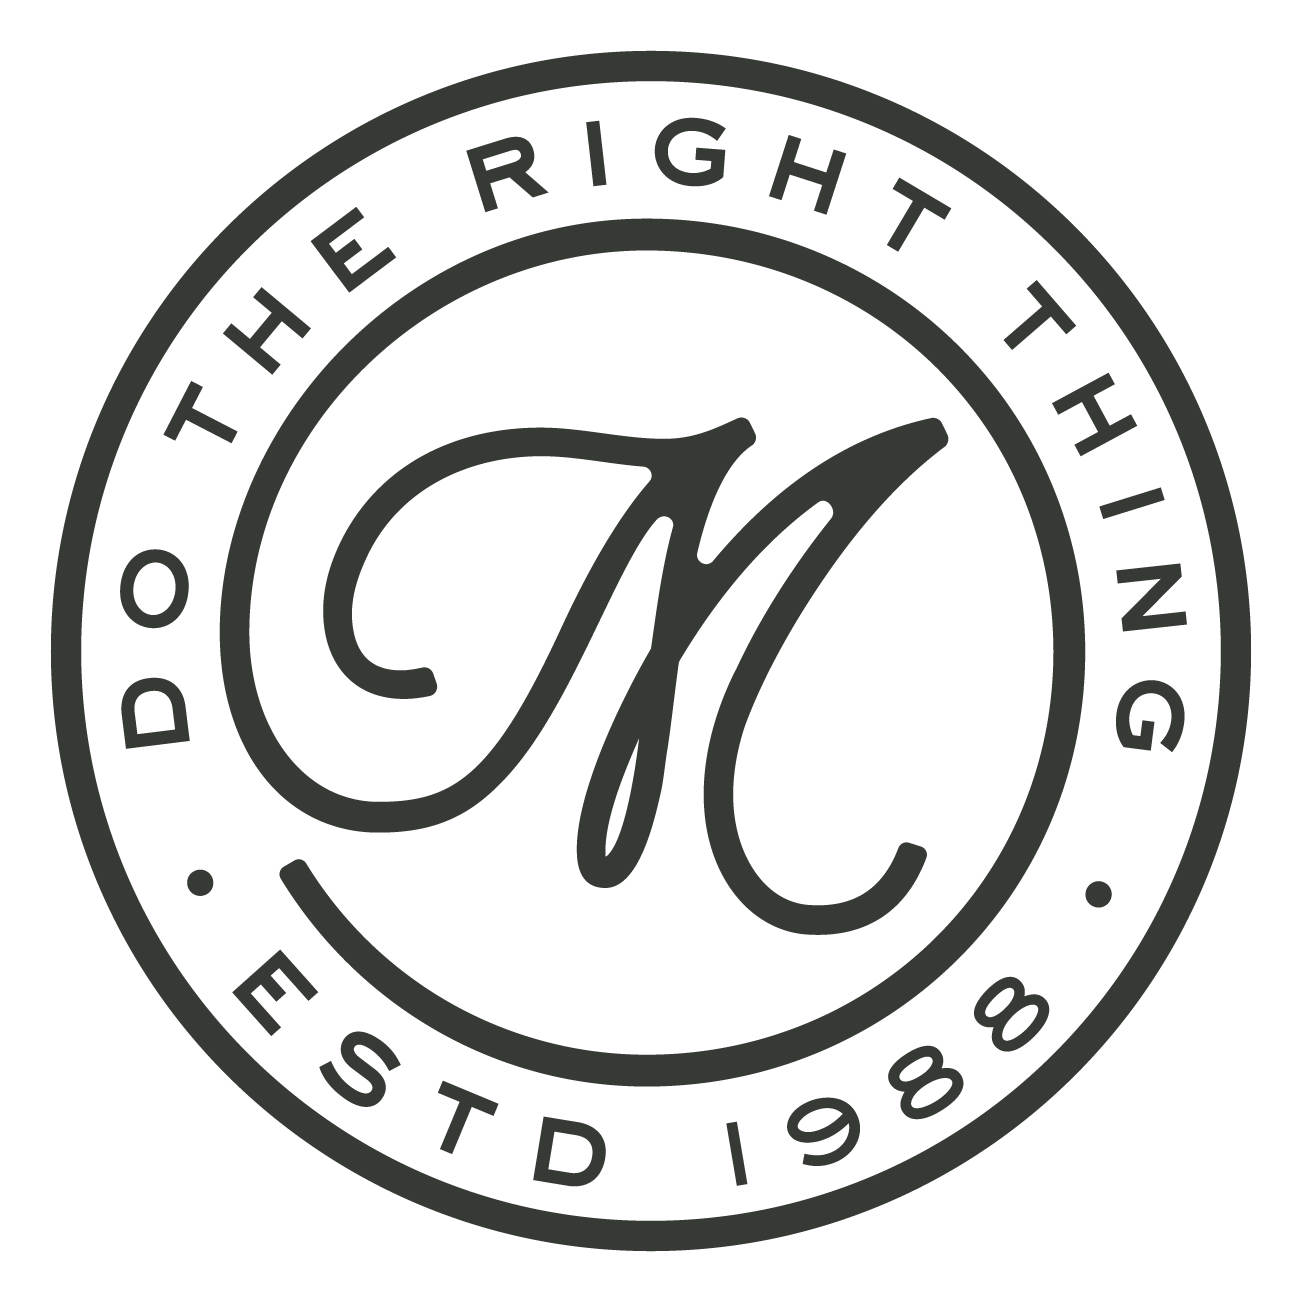 DO THE RIGHT THING
M
• ESTD 1988 •